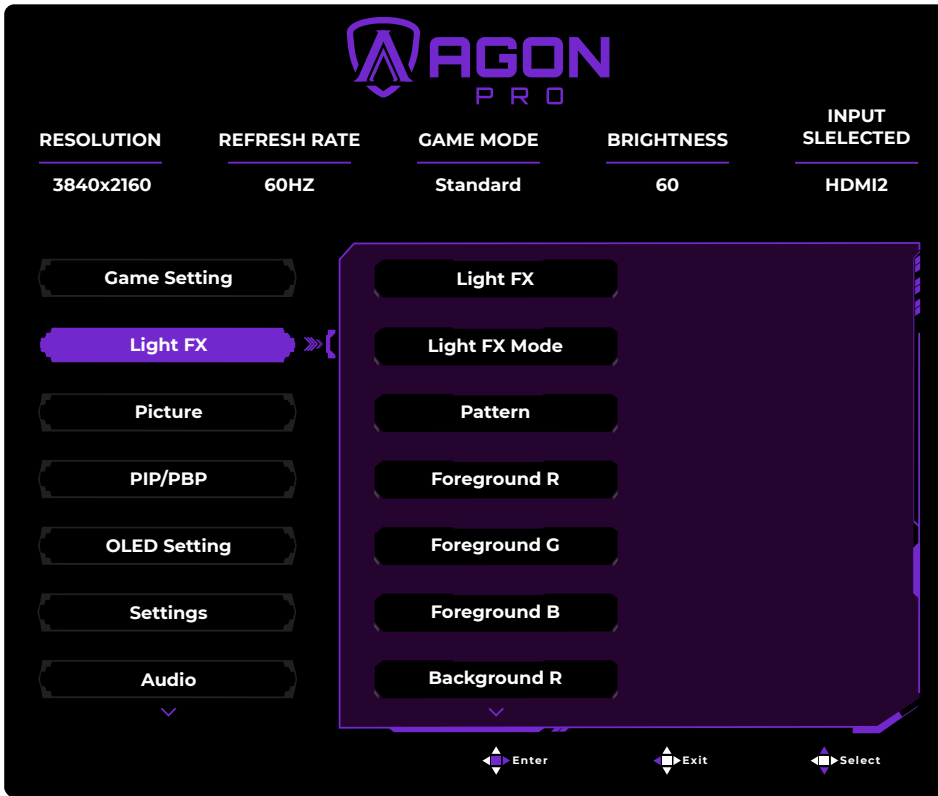 AGON
PRO
RESOLUTION
REFRESH RATE
GAME MODE
BRIGHTNESS
INPUT
SLELECTED
3840x2160
60HZ
Standard
60
HDMI2
Game Setting
Light FX
Picture
PIP/PBP
OLED Setting
Settings
Audio
Light FX
Light FX Mode
Pattern
Foreground R
Foreground G
Foreground B
Background R
Enter
Exit
Select